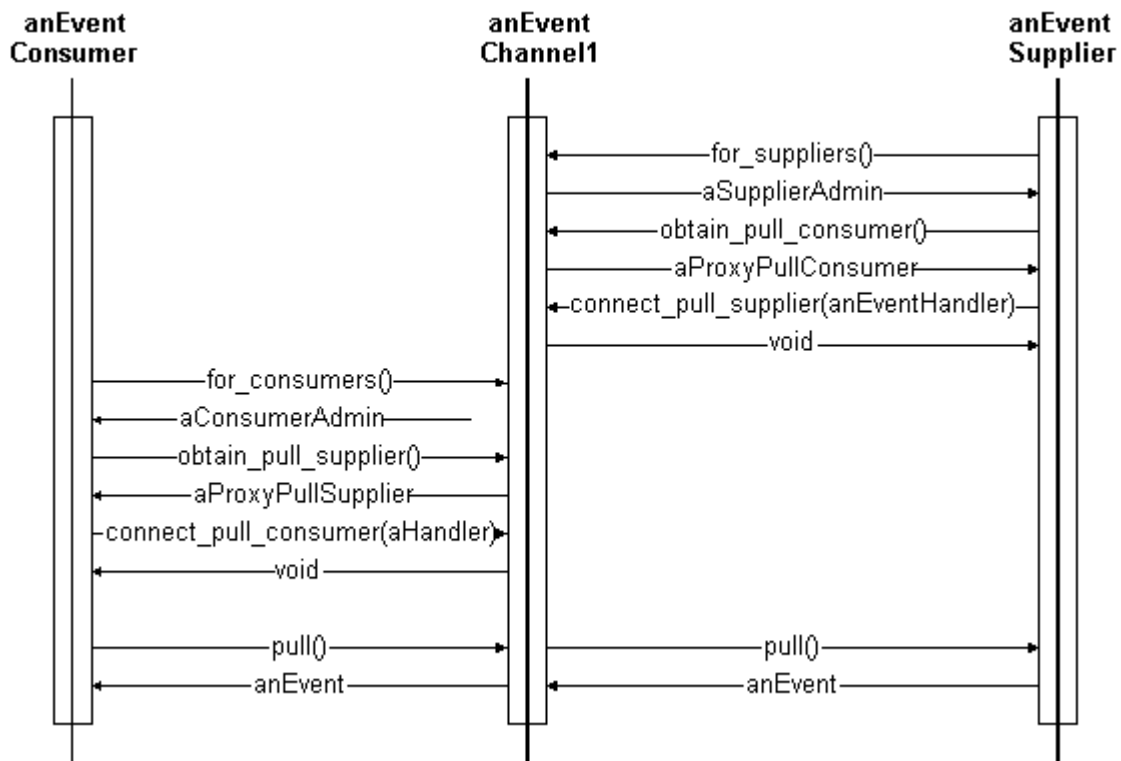 anEvent
Consumer
anEvent
Channel1
anEvent
Supplier
for_suppliers()
aSupplierAdmin
obtain_pull_consumer()
aProxyPullConsumer
connect_pull_supplier(anEventHandler)
void
for_consumers()
aConsumerAdmin
obtain_pull_supplier()
aProxyPullSupplier
connect_pull_consumer(aHandler)
void
pull()
pull()
anEvent
anEvent